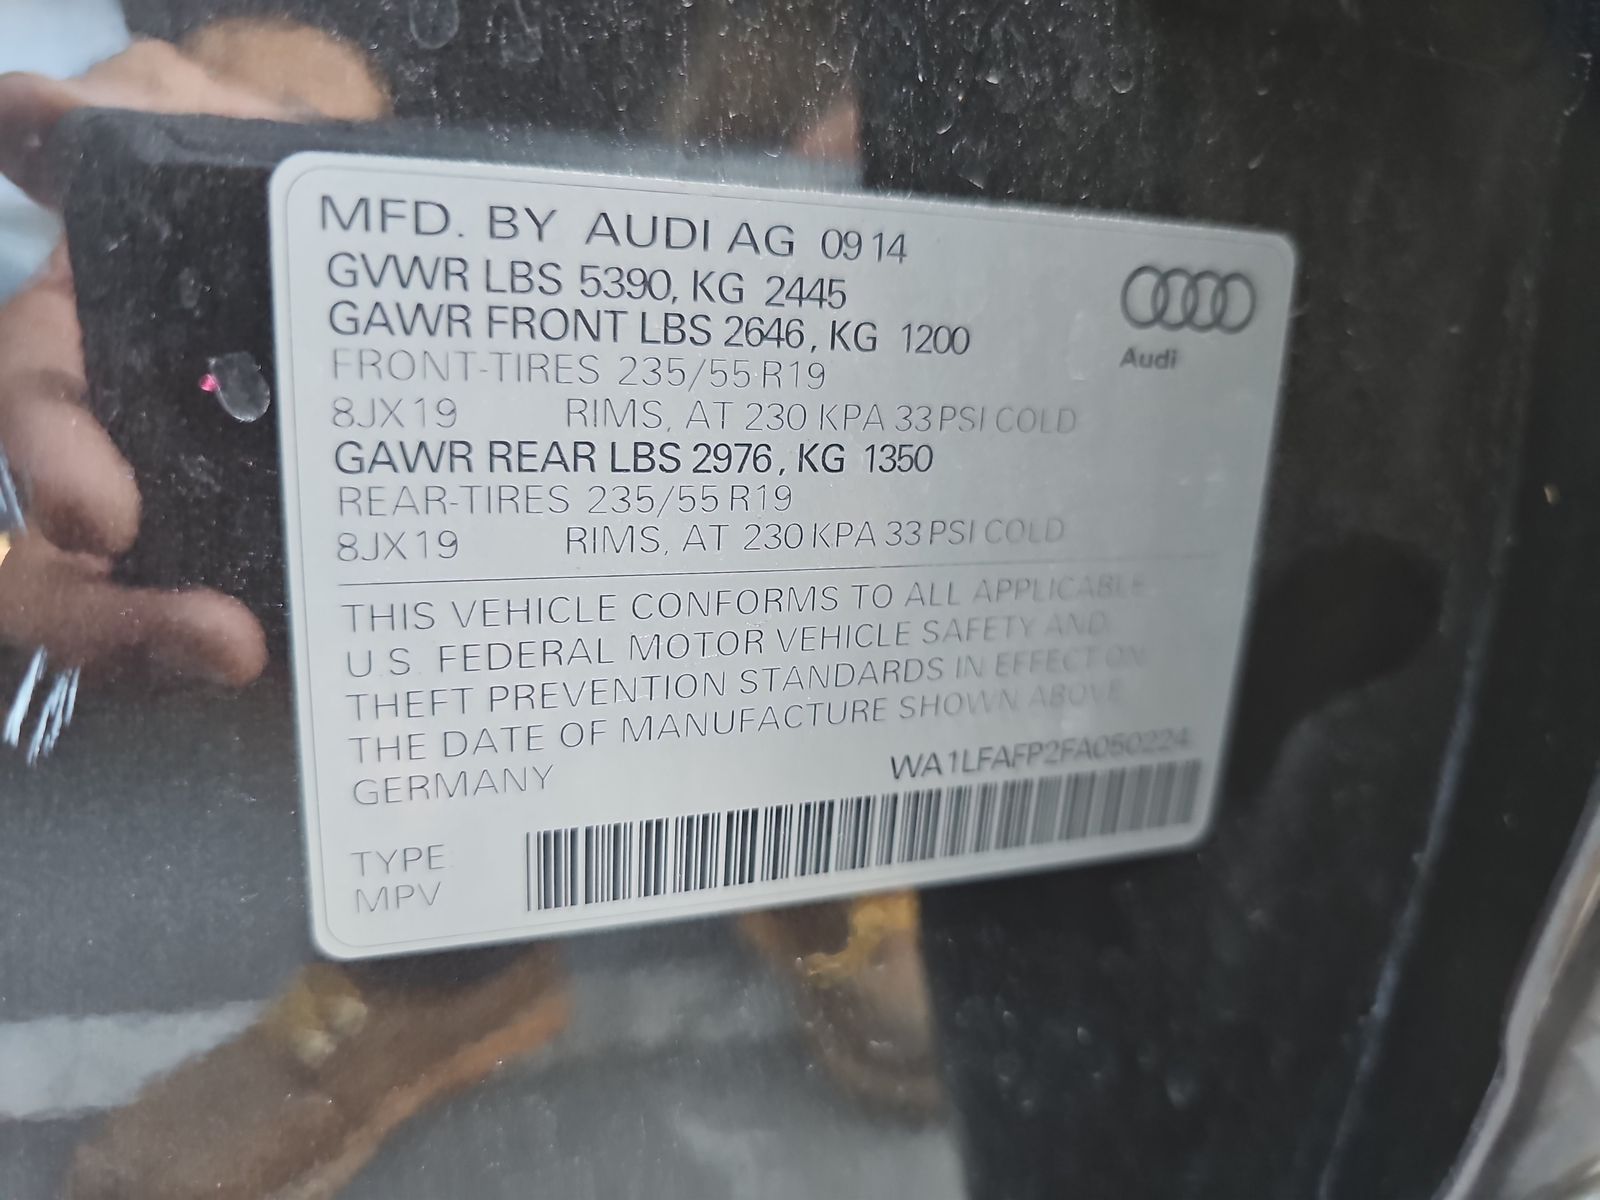 MFD. BY AUDI AG 09 14
GVWR LBS 5390, KG 2445
GAWR FRONT LBS 2646, KG 1200
FRONT-TIRES 235/55 R19
8JX19 RIMS, AT 230 KPA 33 PSI COLD
GAWR REAR LBS 2976, KG 1350
REAR-TIRES 235/55 R19
8JX19 RIMS, AT 230 KPA 33 PSI COLD
Audi
THIS VEHICLE CONFORMS TO ALL APPLICABLE
U.S. FEDERAL MOTOR VEHICLE SAFETY AND
THEFT PREVENTION STANDARDS IN EFFECT ON
THE DATE OF MANUFACTURE SHOWN ABOVE
GERMANY
WA1LFAFP2FA050224
TYPE
MPV